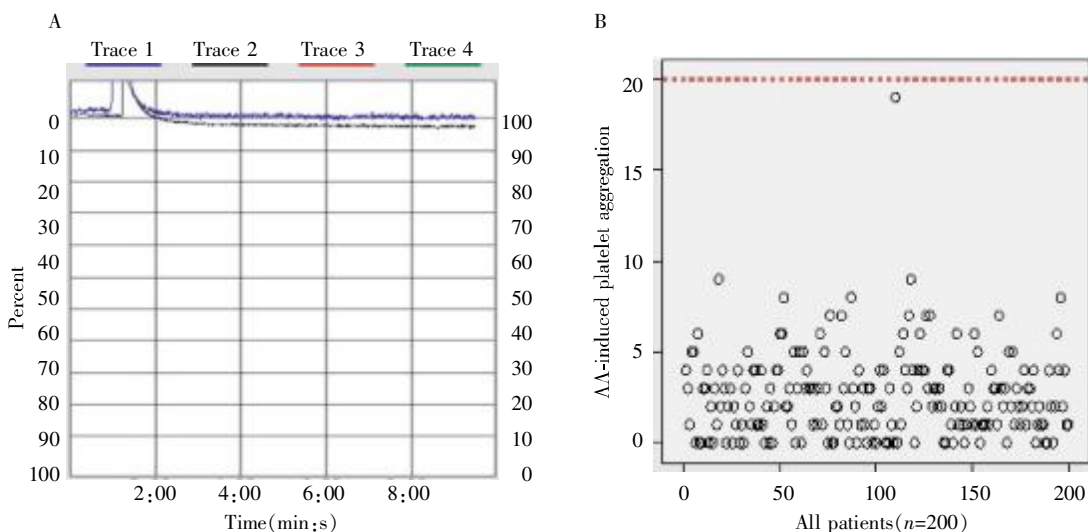 A
Trace 1 Trace 2 Trace 3 Trace 4
0 100
10 90
20 80
30 70
40 60
50 50
60 40
70 30
80 20
90 10
100 0
2:00 4:00 6:00 8:00
Time(min:s)
Percent
B
20
15
10
5
0
ΛΛ-induced platelet aggregation
0 50 100 150 200
All patients(n=200)